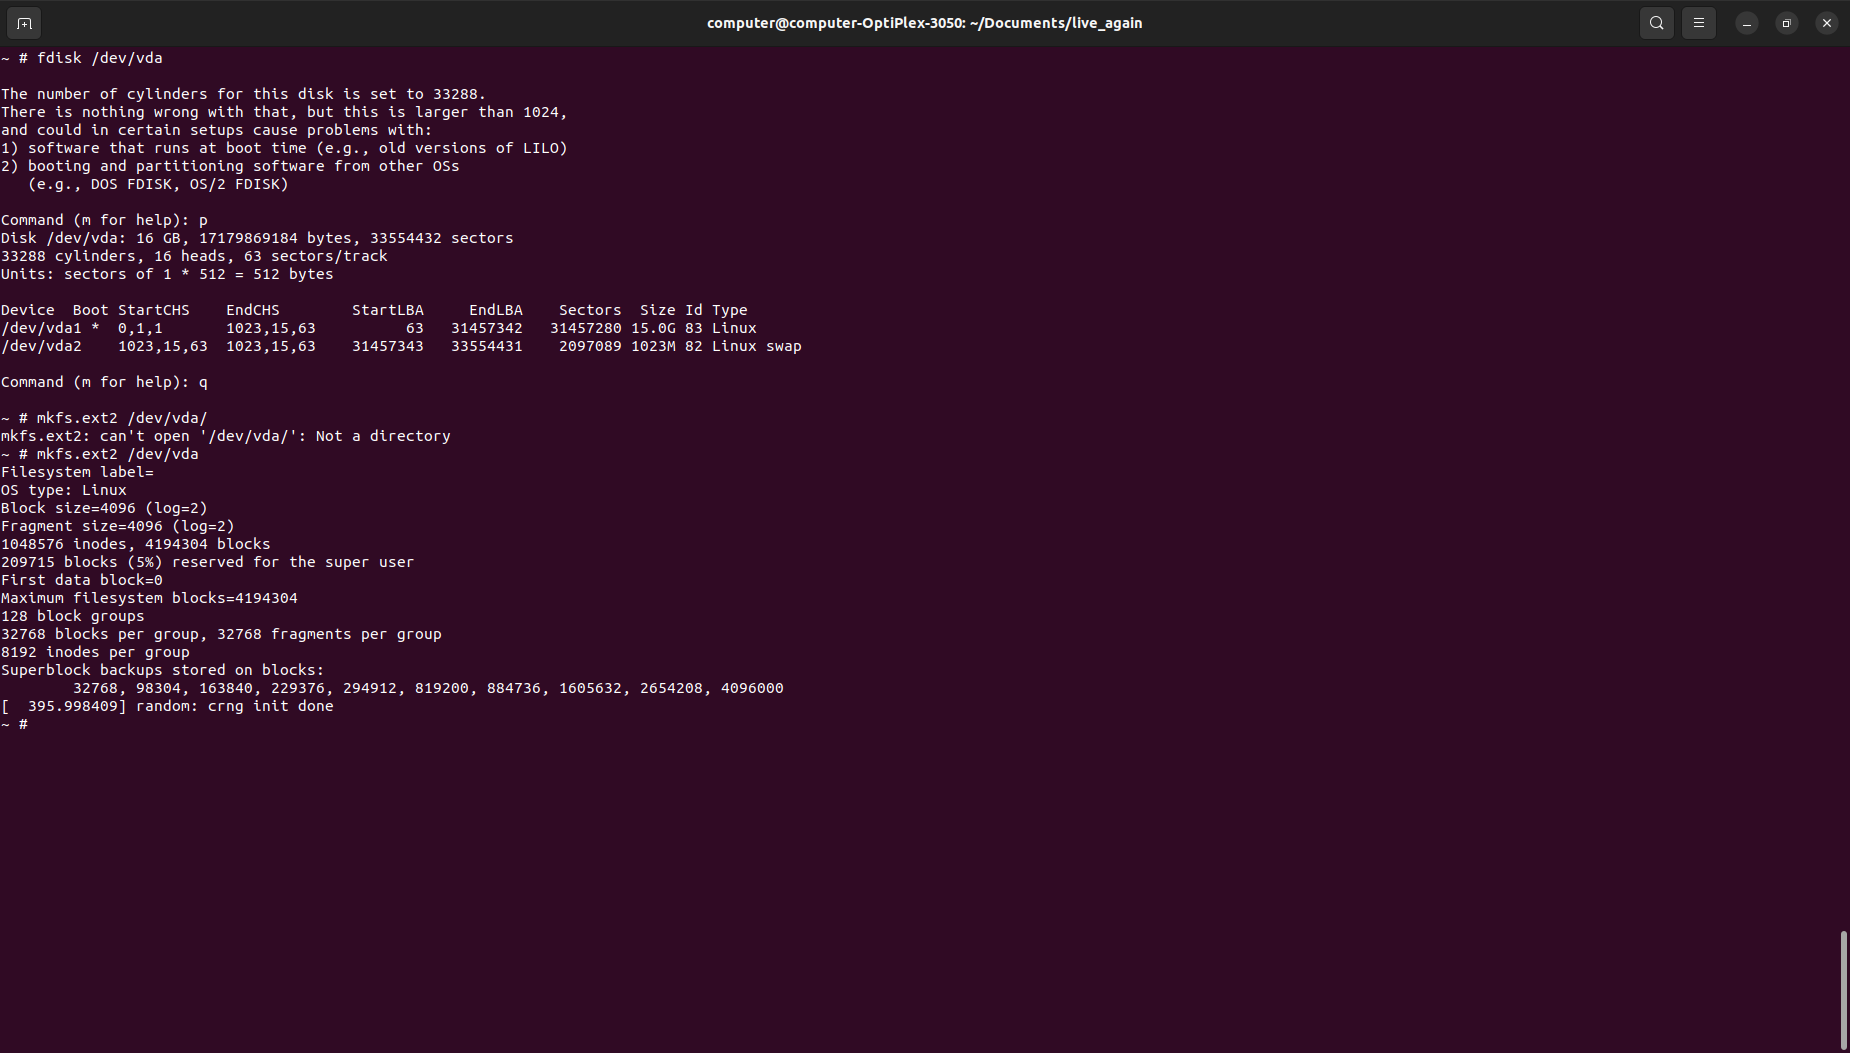 computer@computer-OptiPlex-3050: ~/Documents/live_again
~ # fdisk /dev/vda
The number of cylinders for this disk is set to 33288.
There is nothing wrong with that, but this is larger than 1024,
and could in certain setups cause problems with:
1) software that runs at boot time (e.g., old versions of LILO)
2) booting and partitioning software from other OSs
   (e.g., DOS FDISK, OS/2 FDISK)
Command (m for help): p
Disk /dev/vda: 16 GB, 17179869184 bytes, 33554432 sectors
33288 cylinders, 16 heads, 63 sectors/track
Units: sectors of 1 * 512 = 512 bytes
Device  Boot StartCHS    EndCHS        StartLBA     EndLBA    Sectors  Size Id Type
/dev/vda1 *  0,1,1       1023,15,63          63   31457342   31457280 15.0G 83 Linux
/dev/vda2    1023,15,63  1023,15,63    31457343   33554431    2097089 1023M 82 Linux swap
Command (m for help): q
~ # mkfs.ext2 /dev/vda/
mkfs.ext2: can't open '/dev/vda/': Not a directory
~ # mkfs.ext2 /dev/vda
Filesystem label=
OS type: Linux
Block size=4096 (log=2)
Fragment size=4096 (log=2)
1048576 inodes, 4194304 blocks
209715 blocks (5%) reserved for the super user
First data block=0
Maximum filesystem blocks=4194304
128 block groups
32768 blocks per group, 32768 fragments per group
8192 inodes per group
Superblock backups stored on blocks:
        32768, 98304, 163840, 229376, 294912, 819200, 884736, 1605632, 2654208, 4096000
[  395.998409] random: crng init done
~ #